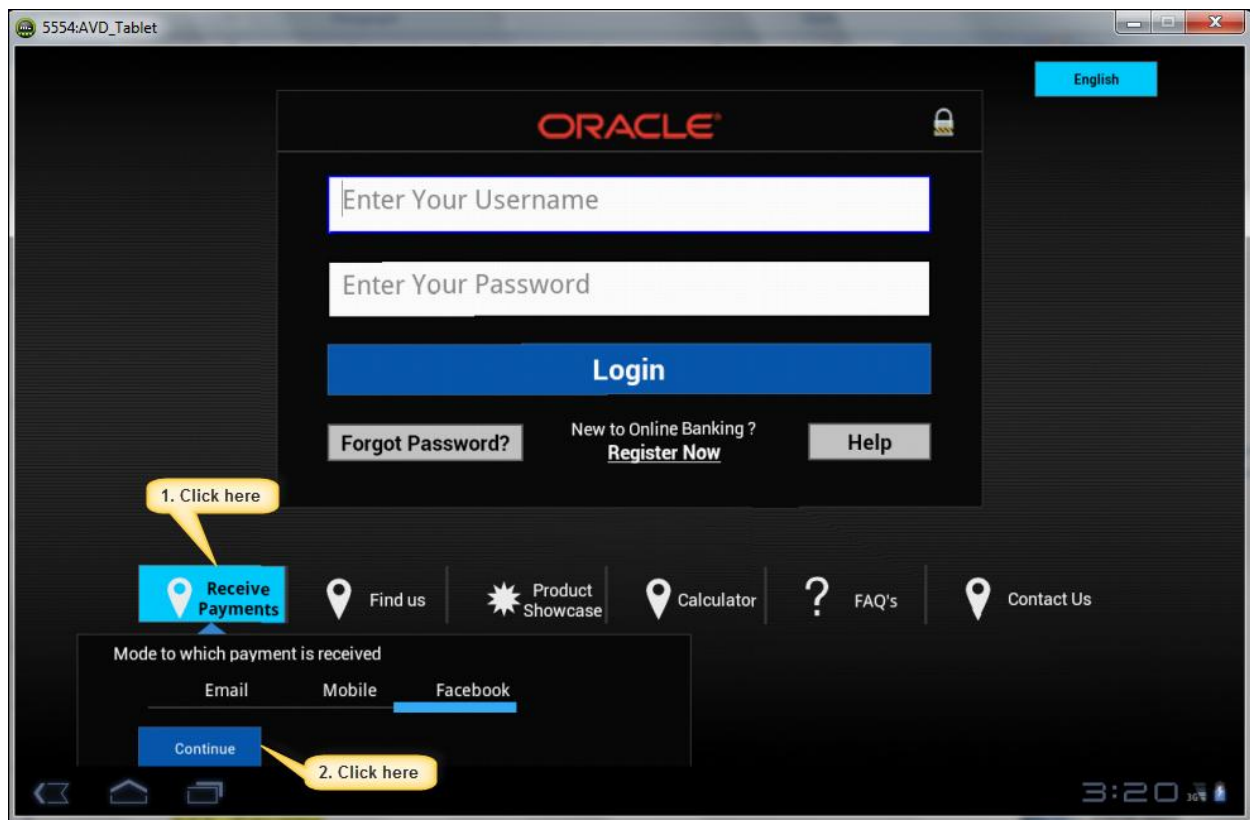 5554:AVD_Tablet
English
ORACLE®
Enter Your Username
Enter Your Password
Login
Forgot Password?
New to Online Banking ?
Register Now
Help
1. Click here
Receive
Payments
Find us
Product
Showcase
Calculator
? FAQ's
Contact Us
Mode to which payment is received
Email Mobile Facebook
Continue
2. Click here
3:20 3G